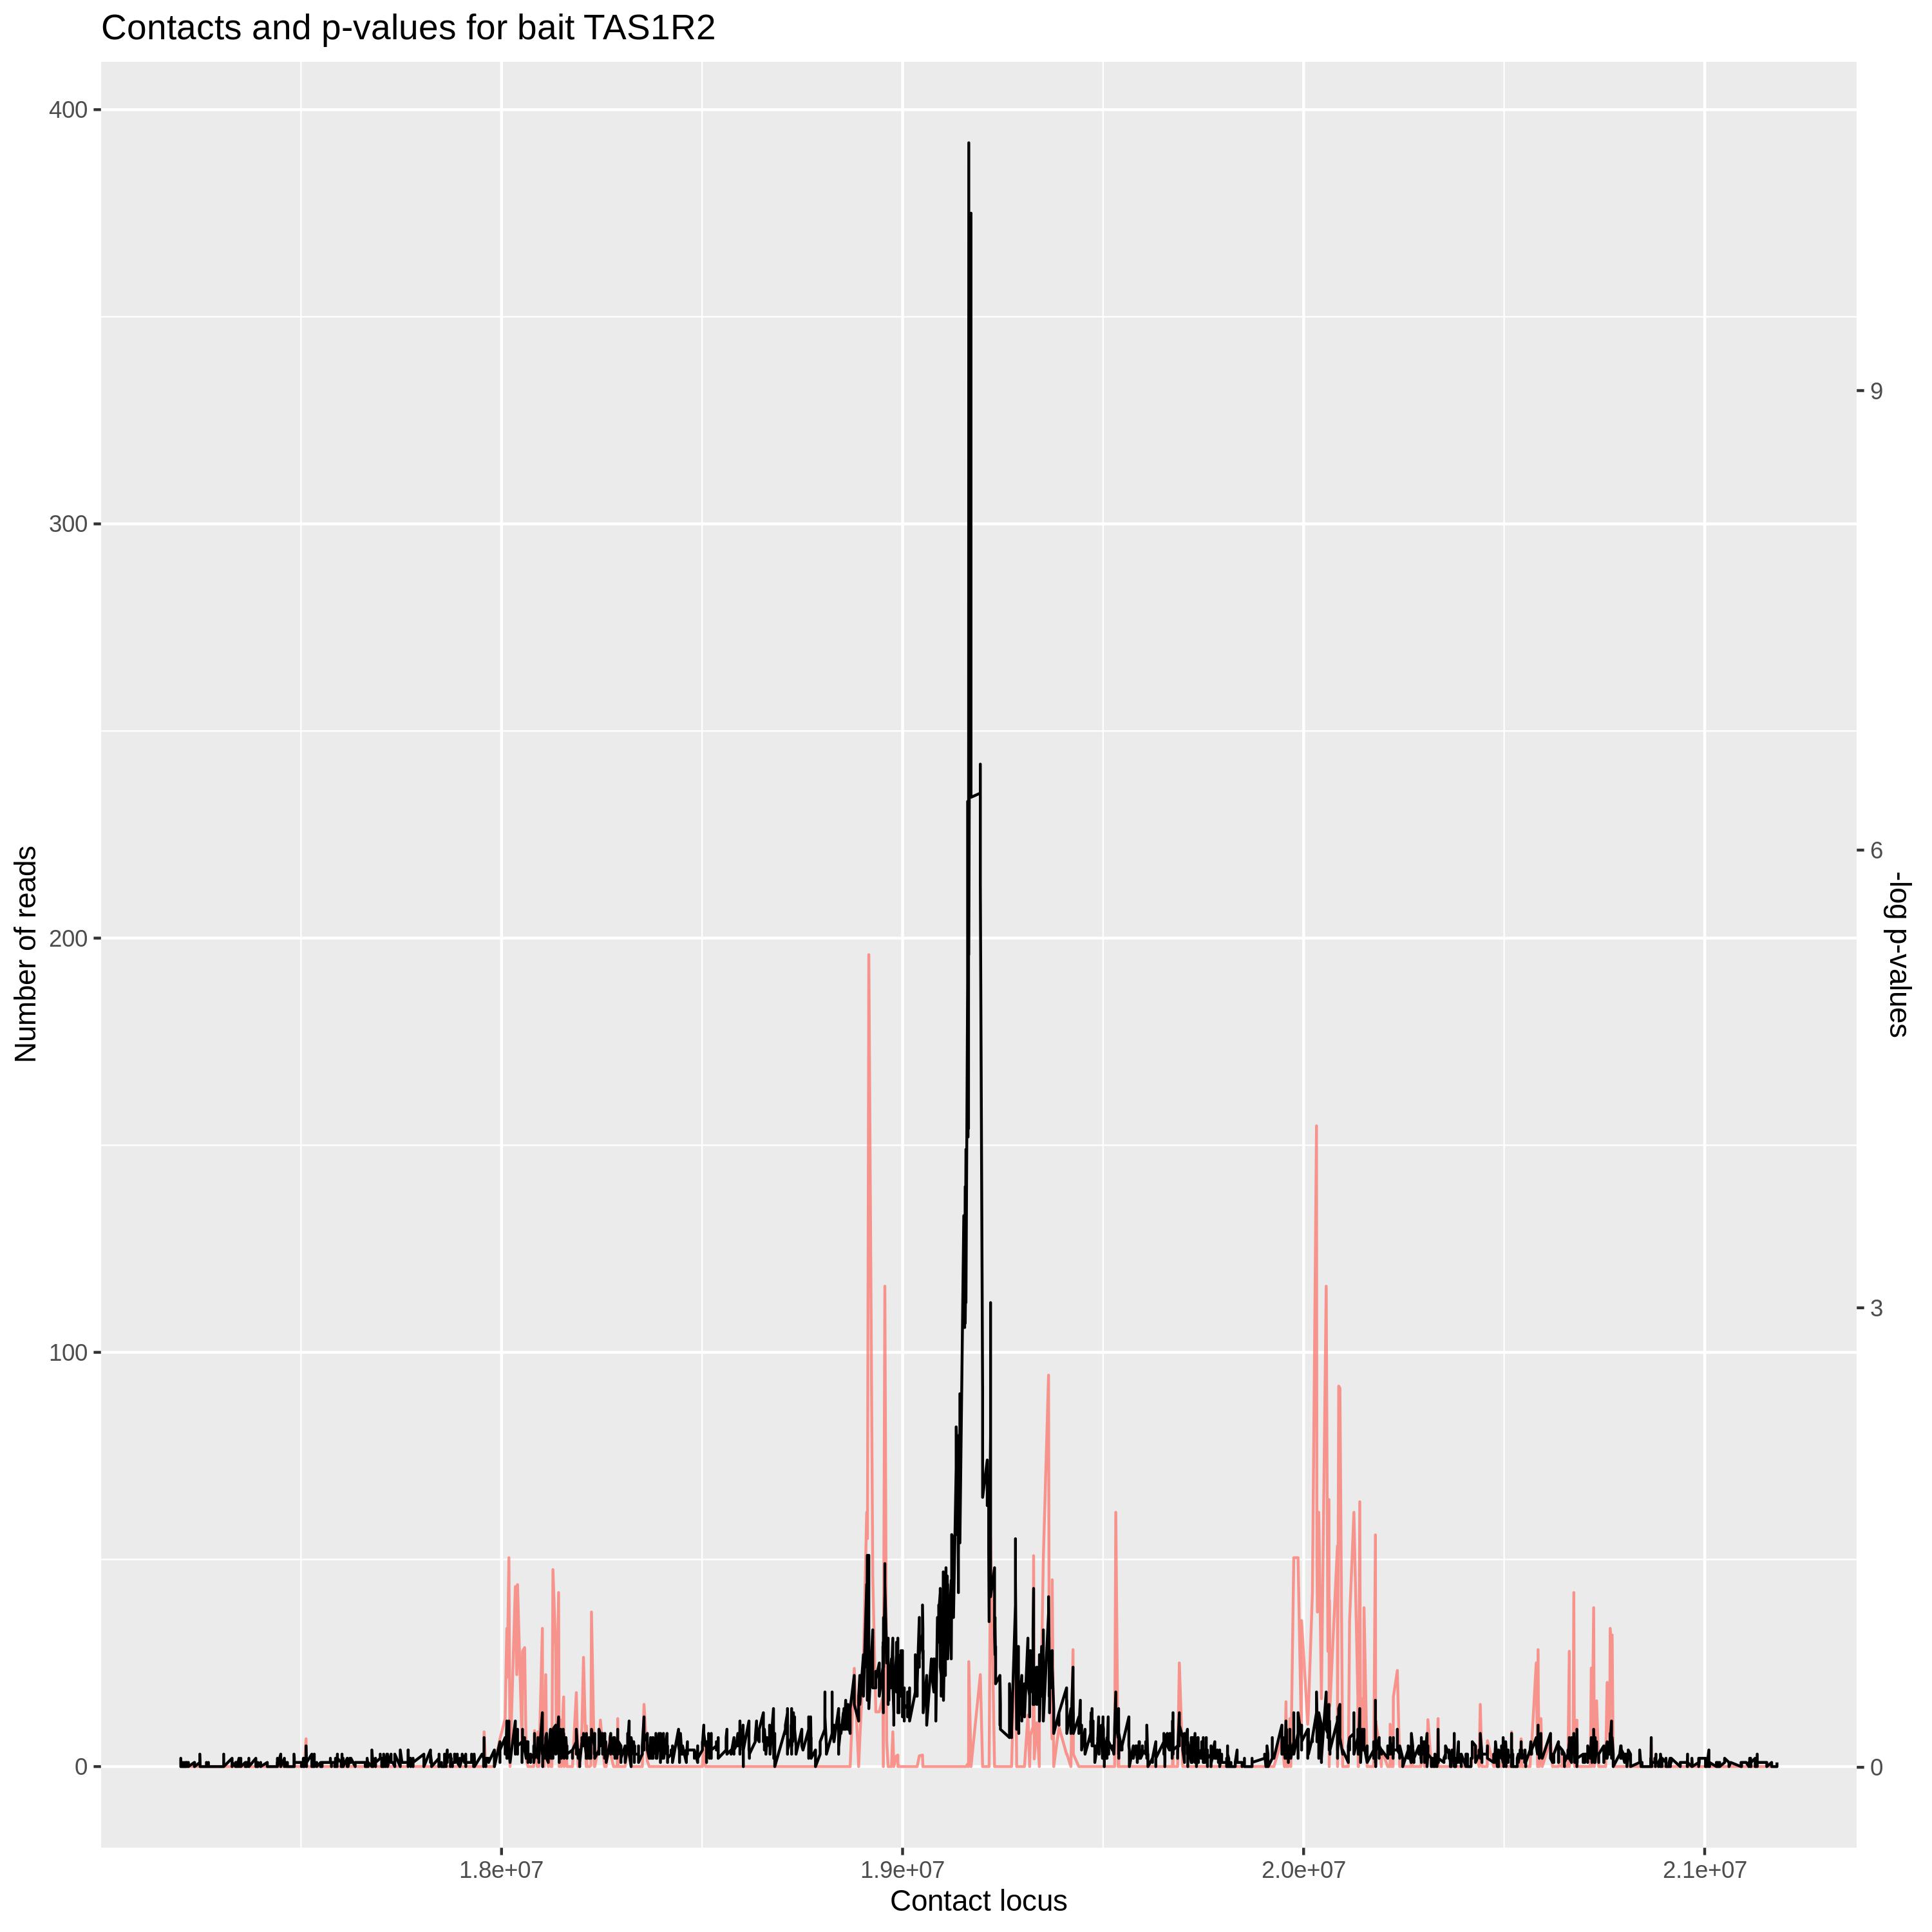 Contacts and p-values for bait TAS1R2
400
300
200
100
0
Number of reads
9
6
3
0
-log p-values
1.8e+07
1.9e+07
2.0e+07
2.1e+07
Contact locus